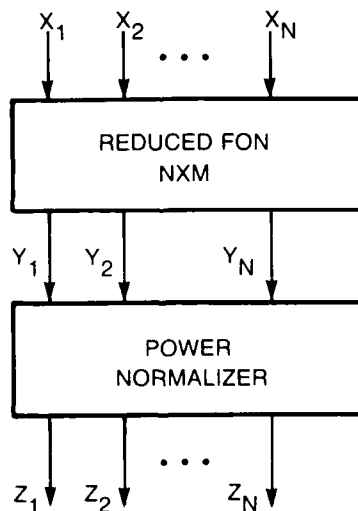 X1 X2 ... XN
REDUCED FON
NXM
Y1 Y2 YN
POWER
NORMALIZER
...
Z1 Z2 ZN